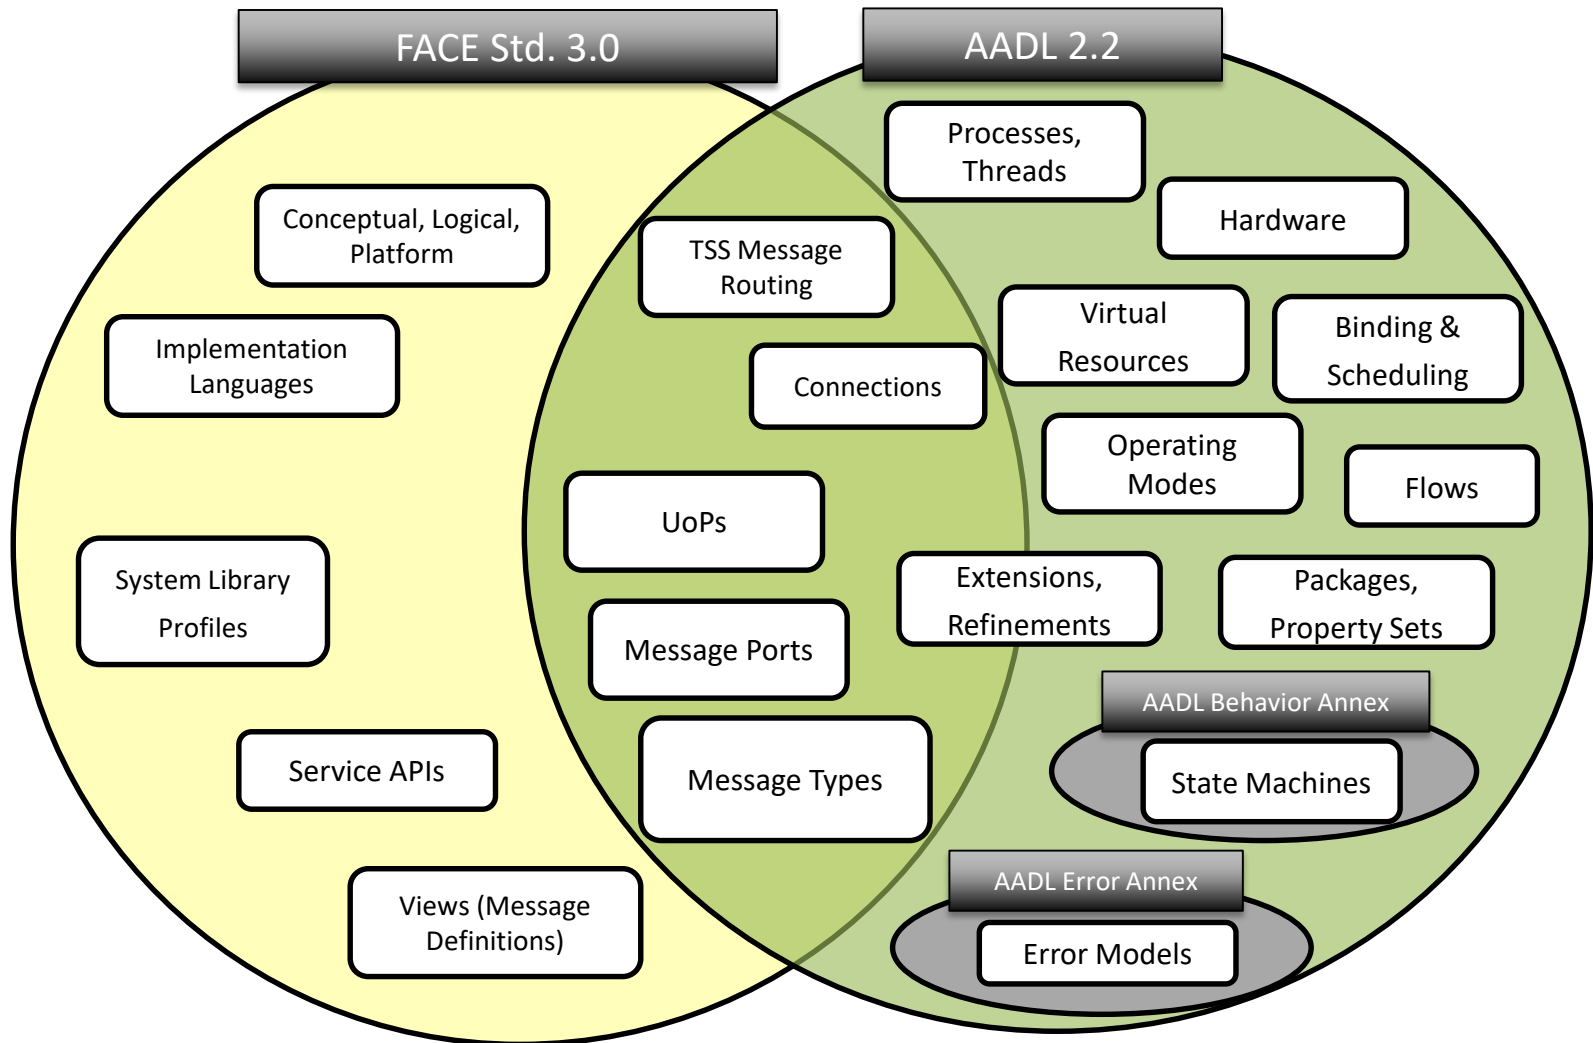 FACE Std. 3.0
AADL 2.2
Conceptual, Logical,
Platform
Implementation
Languages
System Library
Profiles
Service APIs
Views (Message
Definitions)
TSS Message
Routing
Connections
UoPs
Message Ports
Message Types
Processes,
Threads
Hardware
Virtual
Resources
Binding &
Scheduling
Operating
Modes
Flows
Extensions,
Refinements
Packages,
Property Sets
AADL Behavior Annex
State Machines
AADL Error Annex
Error Models